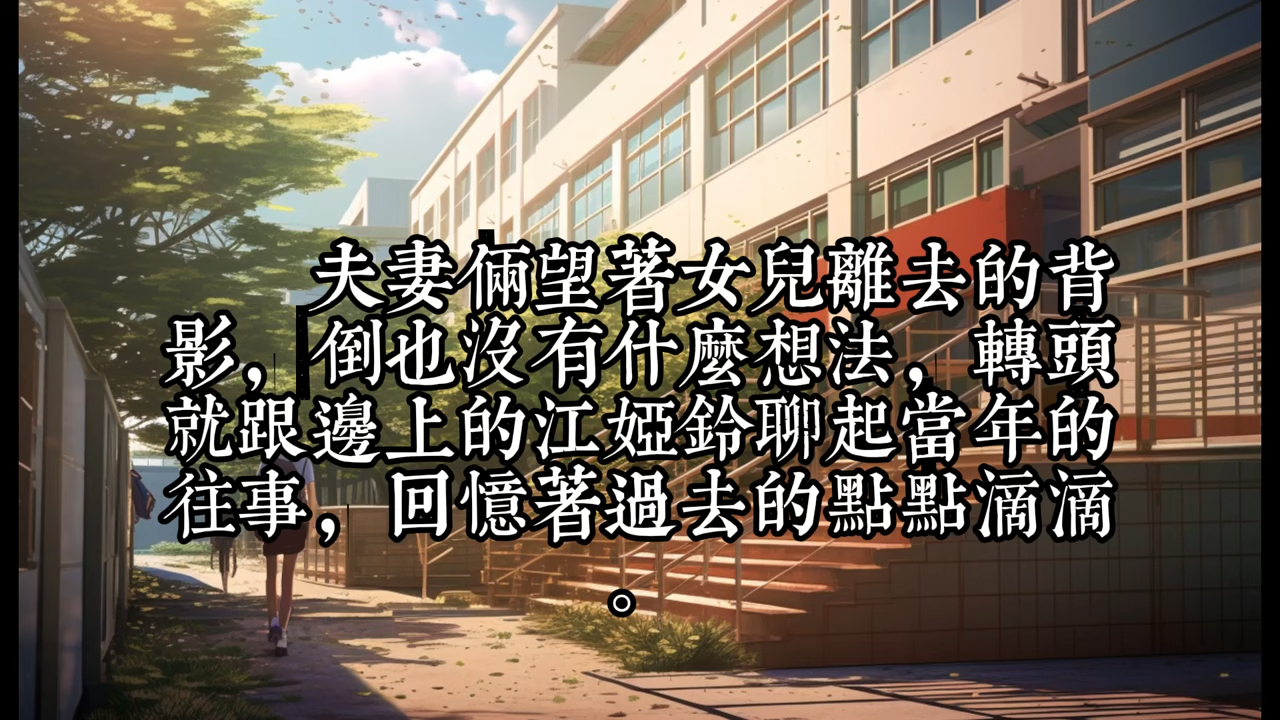 夫妻倆望著女兒離去的背
影，倒也沒有什麼想法，轉頭
就跟邊上的江婭鈴聊起當年的
往事，回憶著過去的點點滴滴
。